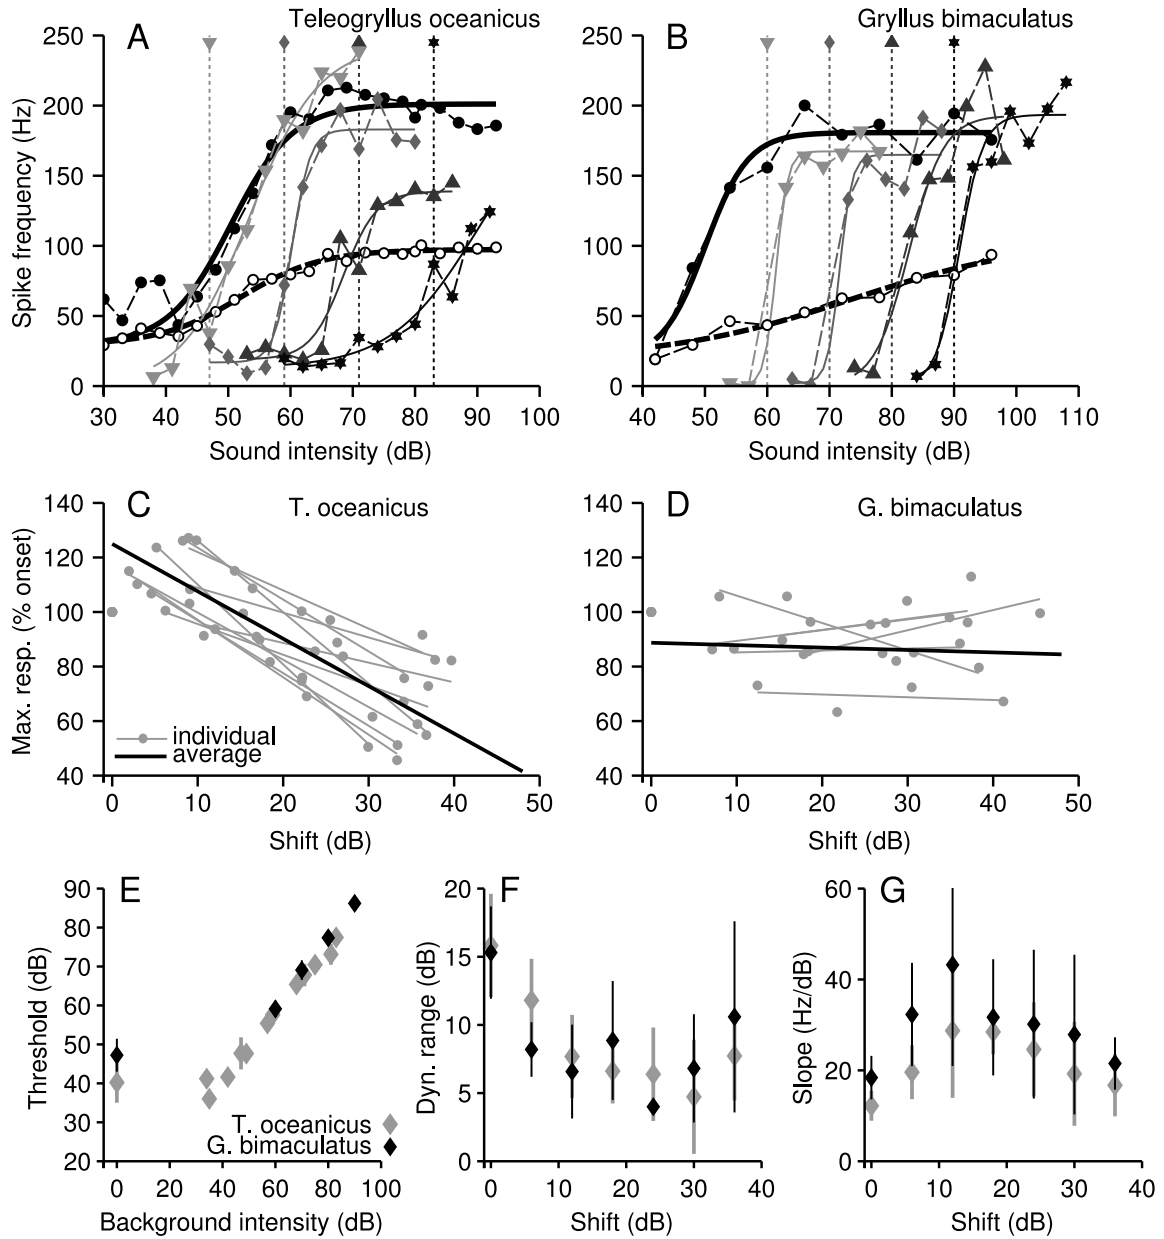 A
Teleogryllus oceanicus
Spike frequency (Hz)
250
200
150
100
50
0
30 40 50 60 70 80 90 100
Sound intensity (dB)
B
Gryllus bimaculatus
250
200
150
100
50
0
40 50 60 70 80 90 100 110
Sound intensity (dB)
C
T. oceanicus
Max. resp. (% onset)
140
120
100
80
60
40
individual
average
0 10 20 30 40 50
Shift (dB)
D
G. bimaculatus
140
120
100
80
60
40
0 10 20 30 40 50
Shift (dB)
E
Threshold (dB)
90
80
70
60
50
40
30
20
T. oceanicus
G. bimaculatus
0 20 40 60 80 100
Background intensity (dB)
F
Dyn. range (dB)
20
15
10
5
0
0 10 20 30 40
Shift (dB)
G
Slope (Hz/dB)
60
40
20
0
0 10 20 30 40
Shift (dB)